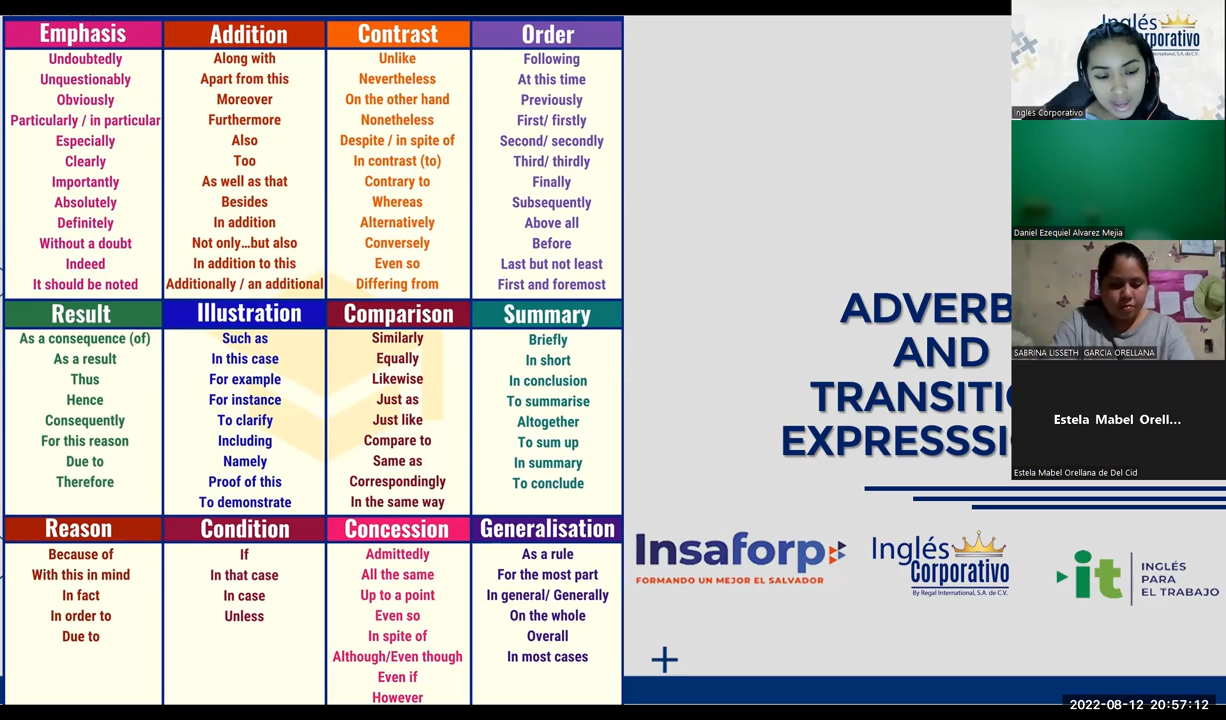 Emphasis
Undoubtedly
Unquestionably
Obviously
Particularly / in particular
Especially
Clearly
Importantly
Absolutely
Definitely
Without a doubt
Indeed
It should be noted
Addition
Along with
Apart from this
Moreover
Furthermore
Also
Too
As well as that
Besides
In addition
Not only...but also
In addition to this
Additionally / an additional
Contrast
Unlike
Nevertheless
On the other hand
Nonetheless
Despite / in spite of
In contrast (to)
Contrary to
Whereas
Alternatively
Conversely
Even so
Differing from
Order
Following
At this time
Previously
First/ firstly
Second/ secondly
Third/ thirdly
Finally
Subsequently
Above all
Before
Last but not least
First and foremost
Result
As a consequence (of)
As a result
Thus
Hence
Consequently
For this reason
Due to
Therefore
Illustration
Such as
In this case
For example
For instance
To clarify
Including
Namely
Proof of this
To demonstrate
Comparison
Similarly
Equally
Likewise
Just as
Just like
Compare to
Same as
Correspondingly
In the same way
Summary
Briefly
In short
In conclusion
To summarise
Altogether
To sum up
In summary
To conclude
Reason
Because of
With this in mind
In fact
In order to
Due to
Condition
If
In that case
In case
Unless
Concession
Admittedly
All the same
Up to a point
Even so
In spite of
Although/Even though
Even if
However
Generalisation
As a rule
For the most part
In general/ Generally
On the whole
Overall
In most cases
ADVERB
AND
TRANSITI
EXPRESSSI
Insaforp
FORMANDO UN MEJOR EL SALVADOR
Inglés
Corporativo
By Regal International, S.A. de C.V.
it
INGLÉS
PARA
EL TRABAJO
Inglés
Corporativo
Ingles Corporativo
Daniel Ezequiel Alvarez Mejia
SABRINA LISSETH GARCIA ORELLANA
Estela Mabel Orell...
Estela Mabel Orellana de Del Cid
2022-08-12 20:57:12